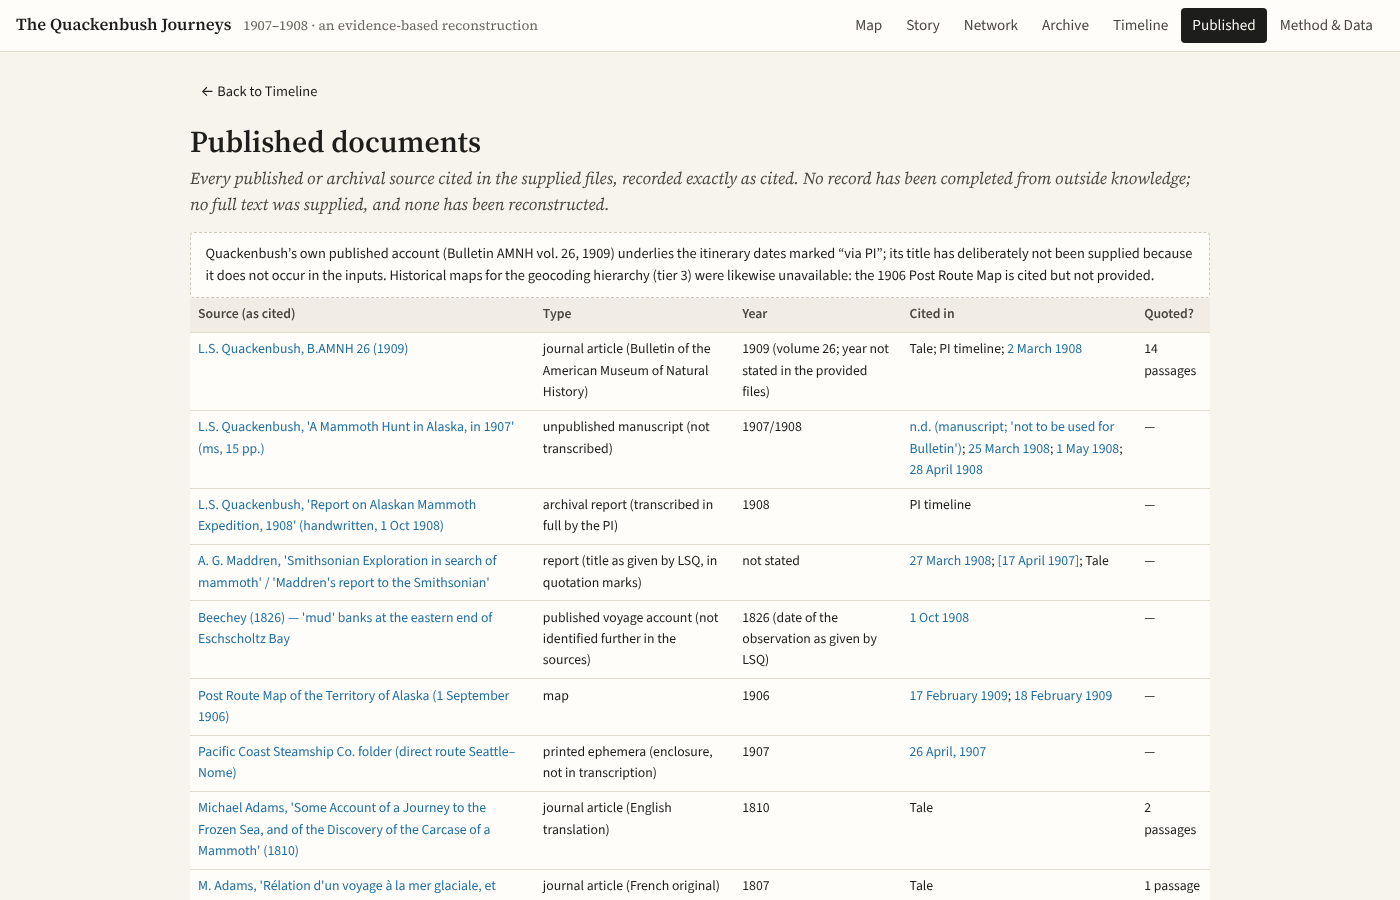 The Quackenbush Journeys 1907–1908 · an evidence-based reconstruction Map Story Network Archive Timeline Published Method & Data
← Back to Timeline
Published documents
Every published or archival source cited in the supplied files, recorded exactly as cited. No record has been completed from outside knowledge;
no full text was supplied, and none has been reconstructed.
Quackenbush’s own published account (Bulletin AMNH vol. 26, 1909) underlies the itinerary dates marked “via PI”; its title has deliberately not been supplied because
it does not occur in the inputs. Historical maps for the geocoding hierarchy (tier 3) were likewise unavailable: the 1906 Post Route Map is cited but not provided.
Source (as cited) Type Year Cited in Quoted?
L.S. Quackenbush, B.AMNH 26 (1909) journal article (Bulletin of the 1909 (volume 26; year not Tale; PI timeline; 2 March 1908 14
American Museum of Natural stated in the provided passages
History) files)
L.S. Quackenbush, 'A Mammoth Hunt in Alaska, in 1907' unpublished manuscript (not 1907/1908 n.d. (manuscript; 'not to be used for —
(ms, 15 pp.) transcribed) Bulletin'); 25 March 1908; 1 May 1908;
28 April 1908
L.S. Quackenbush, 'Report on Alaskan Mammoth archival report (transcribed in 1908 PI timeline —
Expedition, 1908' (handwritten, 1 Oct 1908) full by the PI)
A. G. Maddren, 'Smithsonian Exploration in search of report (title as given by LSQ, in not stated 27 March 1908; [17 April 1907]; Tale —
mammoth' / 'Maddren's report to the Smithsonian' quotation marks)
Beechey (1826) — 'mud' banks at the eastern end of published voyage account (not 1826 (date of the 1 Oct 1908 —
Eschscholtz Bay identified further in the observation as given by
sources) LSQ)
Post Route Map of the Territory of Alaska (1 September map 1906 17 February 1909; 18 February 1909 —
1906)
Pacific Coast Steamship Co. folder (direct route Seattle– printed ephemera (enclosure, 1907 26 April, 1907 —
Nome) not in transcription)
Michael Adams, 'Some Account of a Journey to the journal article (English 1810 Tale 2
Frozen Sea, and of the Discovery of the Carcase of a translation) passages
Mammoth' (1810)
M. Adams, 'Rélation d'un voyage à la mer glaciale, et journal article (French original) 1807 Tale 1 passage